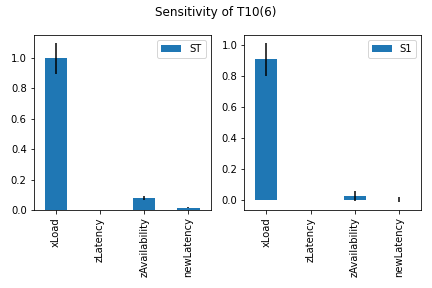 Sensitivity of T10(6)
ST
1.0
0.8
0.6
0.4
0.2
0.0
xLoad
zLatency
zAvailability
newLatency
S1
1.0
0.8
0.6
0.4
0.2
0.0
xLoad
zLatency
zAvailability
newLatency